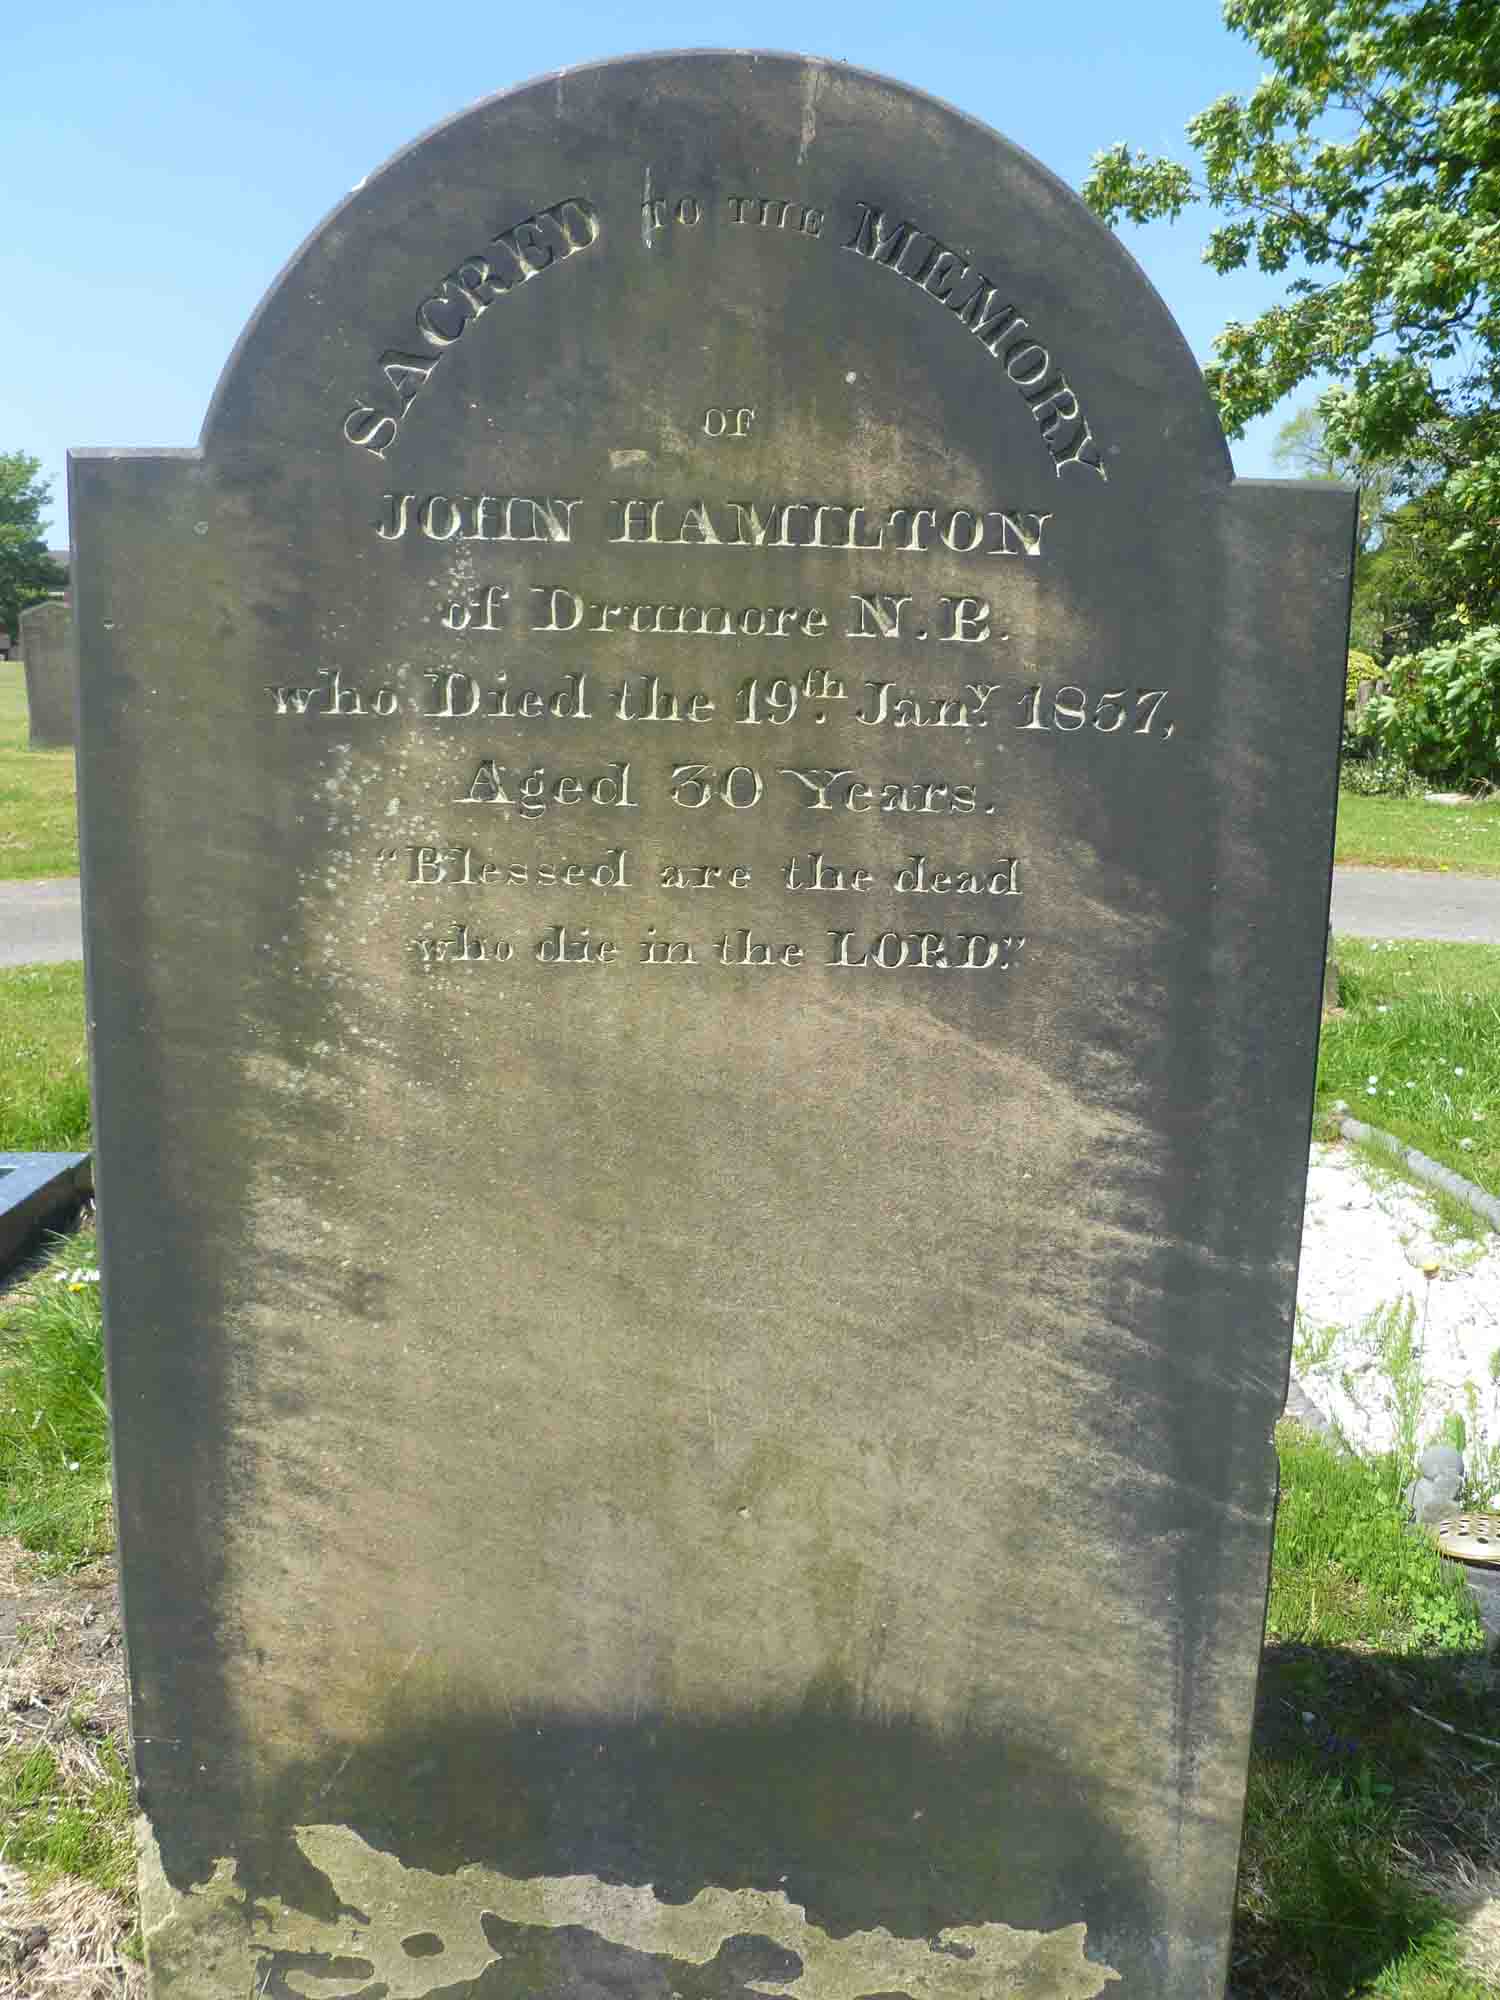 SACRED TO THE MEMORY
OF
JOHN HAMILTON
of Drumore N.B.
who Died the 19th. Jany. 1857,
Aged 30 Years.
"Blessed are the dead
who die in the LORD."